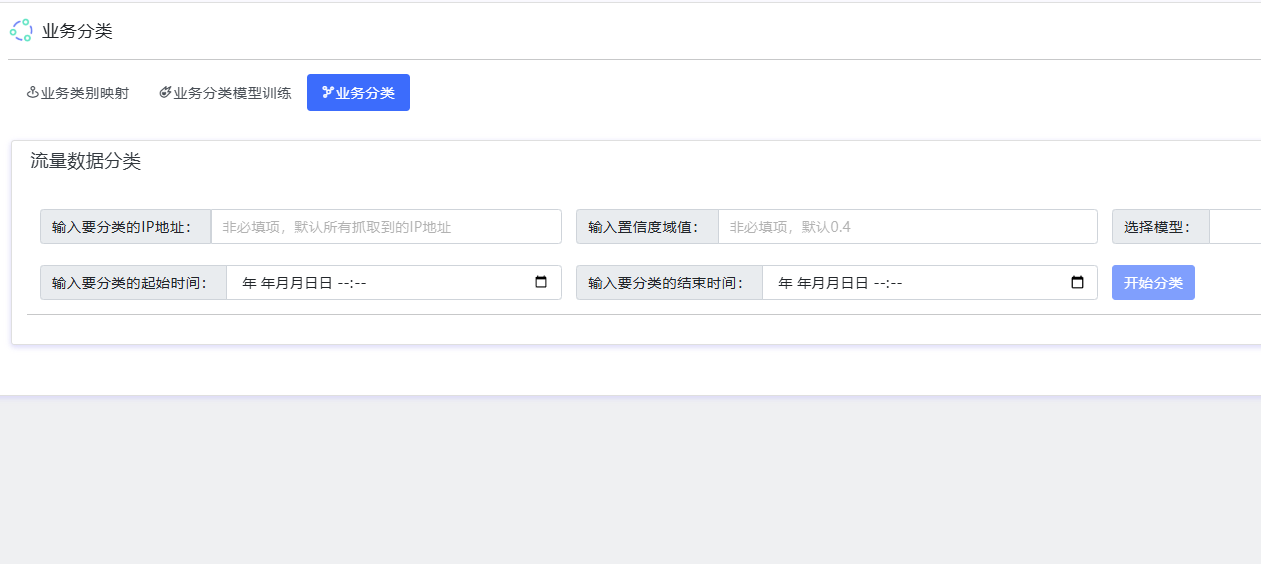 业务分类
业务类别映射 业务分类模型训练 业务分类
流量数据分类
输入要分类的IP地址： 非必填项，默认所有抓取到的IP地址 输入置信度域值： 非必填项，默认0.4 选择模型：
输入要分类的起始时间： 年 年月月日日 --:-- 输入要分类的结束时间： 年 年月月日日 --:-- 开始分类